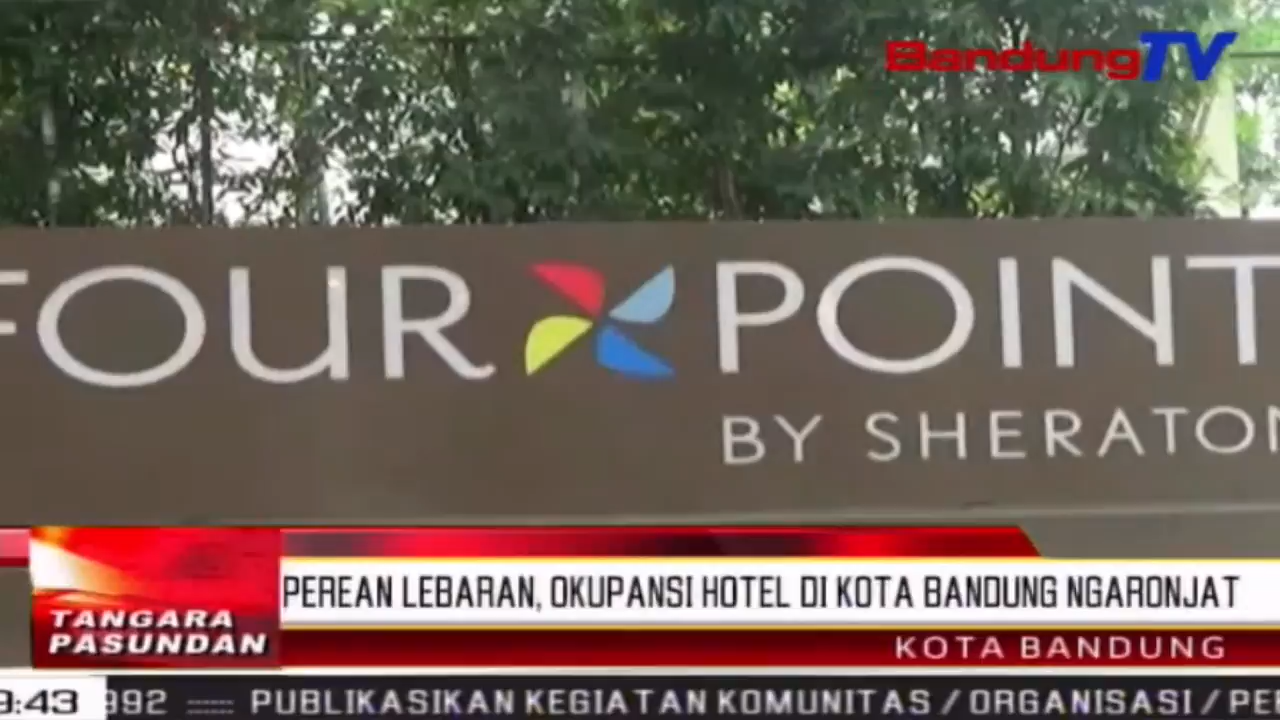 BandungTV
FOUR POINT
BY SHERATON
PEREAN LEBARAN, OKUPANSI HOTEL DI KOTA BANDUNG NGARONJAT
TANGARA
PASUNDAN
KOTA BANDUNG
9:43 992 ::::: PUBLIKASIKAN KEGIATAN KOMUNITAS / ORGANISASI / PE